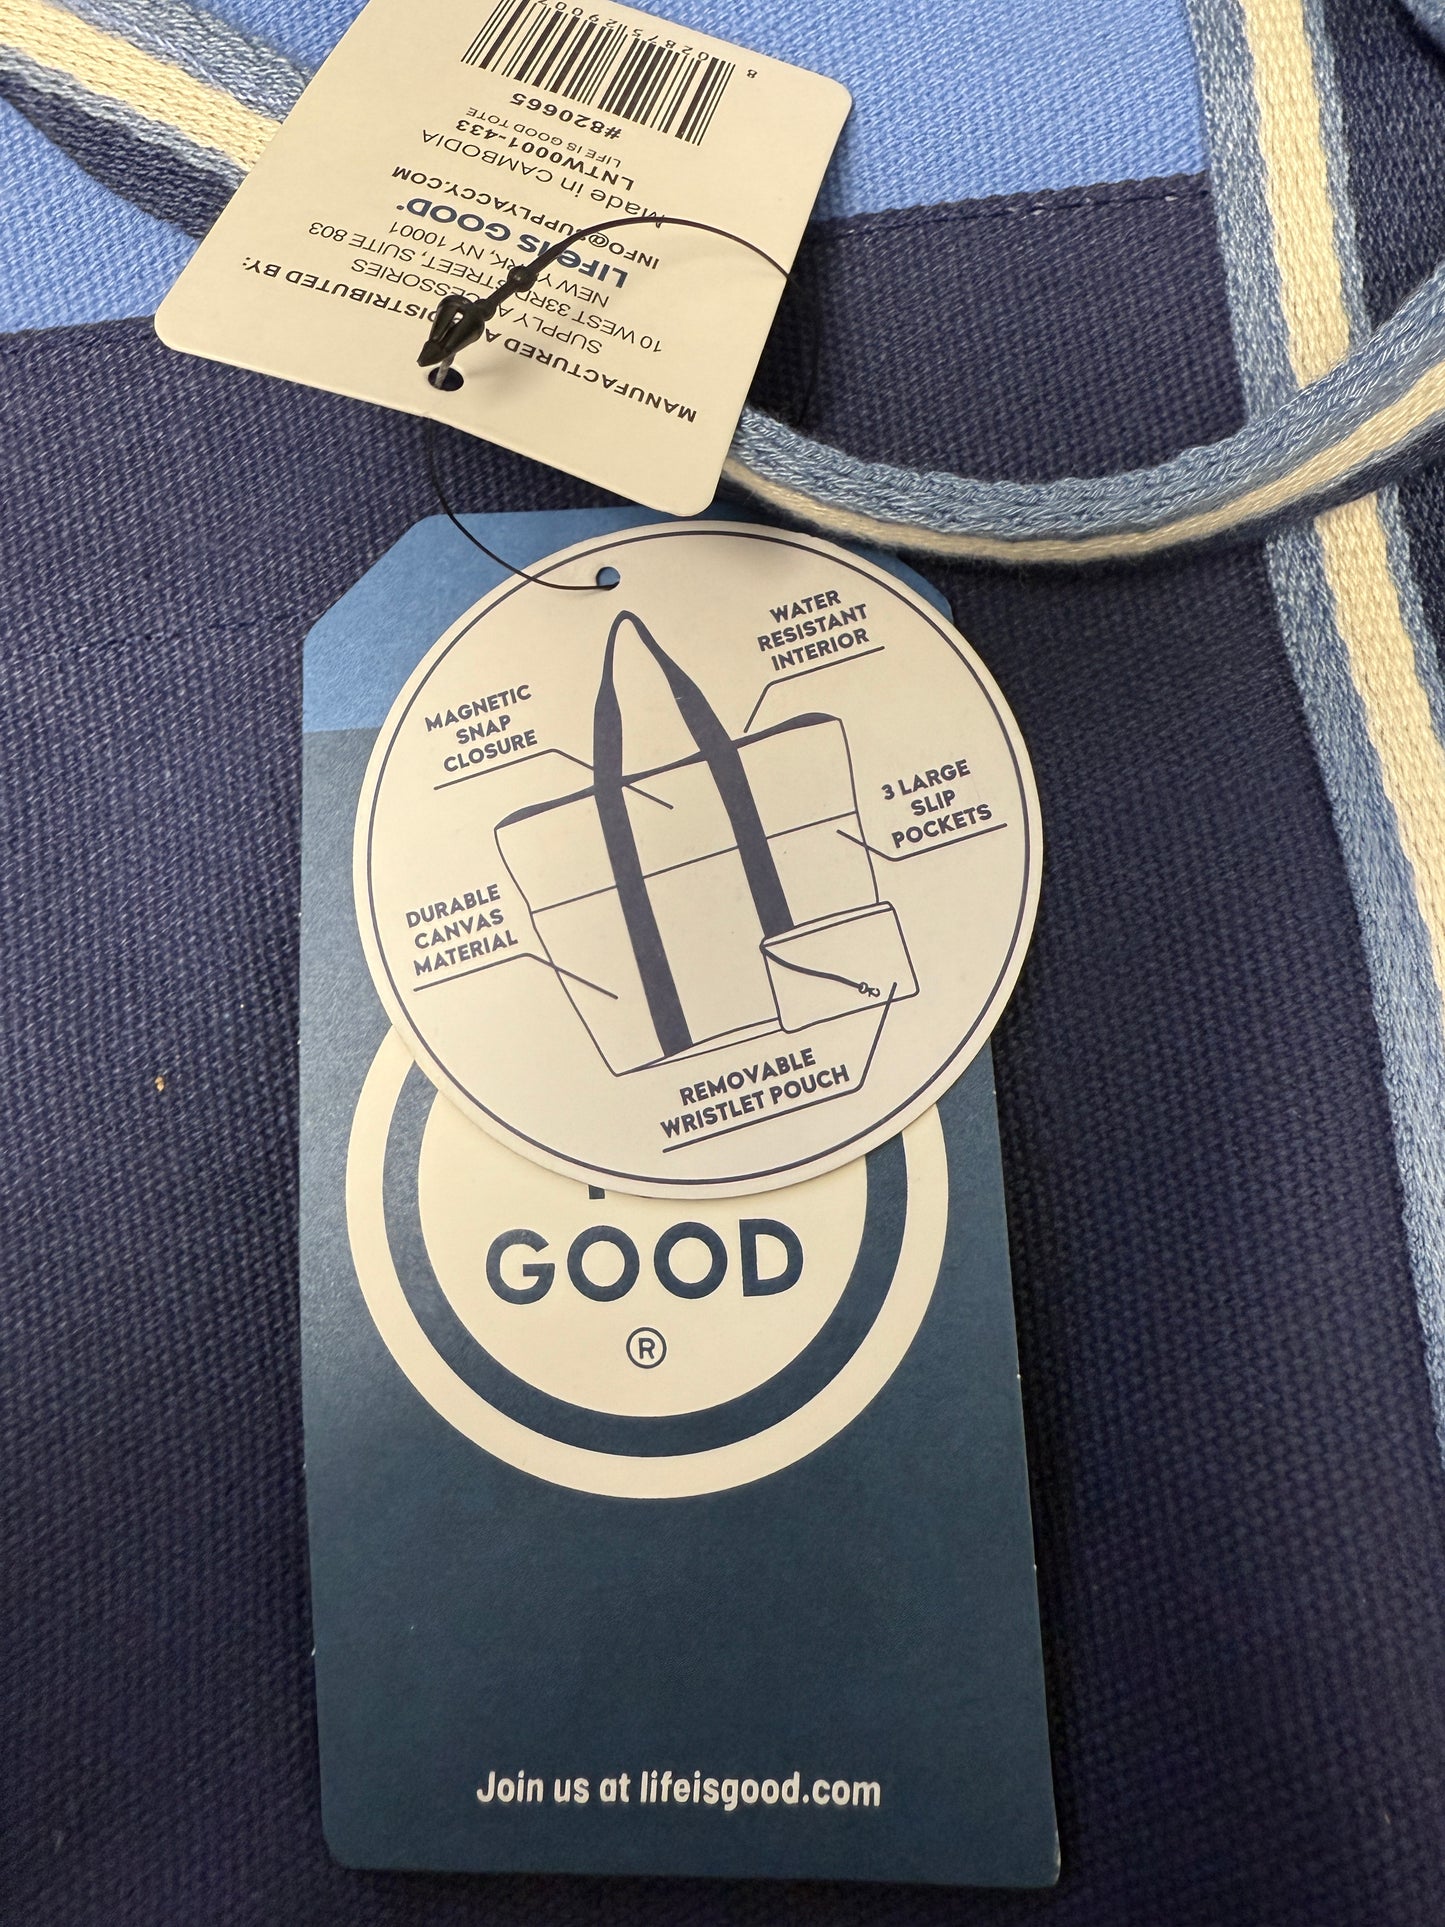 MANUFACTURED AND DISTRIBUTED BY:
SUPPLY ACCESSORIES
10 WEST 33RD STREET, SUITE 803
NEW YORK, NY 10001
LIFE IS GOOD®
INFO@SUPPLYACCY.COM
Made in CAMBODIA
LNTW0001-433
LIFE IS GOOD TOTE
#820665
8 02875
WATER
RESISTANT
INTERIOR
MAGNETIC
SNAP
CLOSURE
3 LARGE
SLIP
POCKETS
DURABLE
CANVAS
MATERIAL
REMOVABLE
WRISTLET POUCH
GOOD
®
Join us at lifeisgood.com